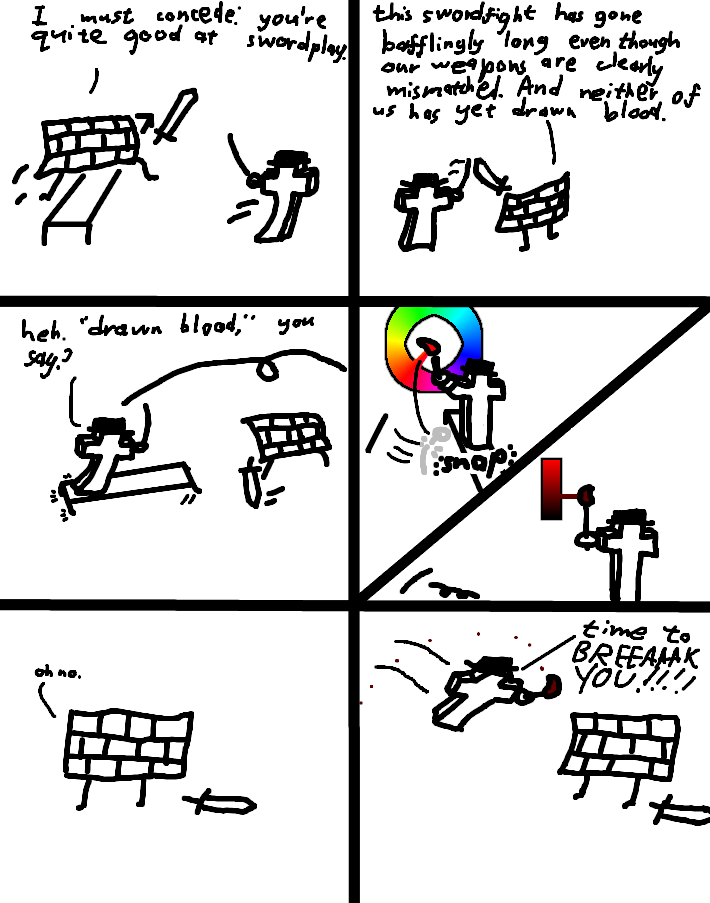 I must concede: you're
quite good at swordplay.
this swordfight has gone
bafflingly long even though
our weapons are clearly
mismatched. And neither of
us has yet drawn blood.
heh. "drawn blood," you
say?
:snap:
oh no.
time to
BREEAAAK
YOU!!!!!